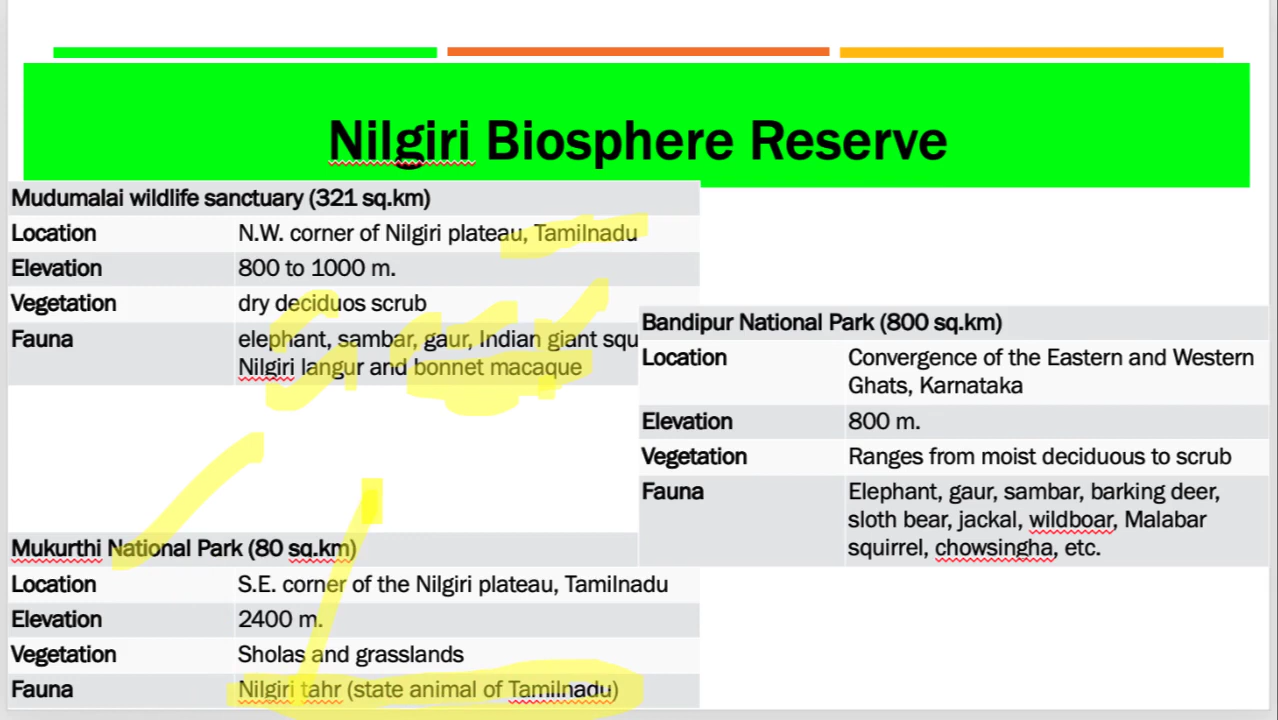 Nilgiri Biosphere Reserve
Mudumalai wildlife sanctuary (321 sq.km)
Location N.W. corner of Nilgiri plateau, Tamilnadu
Elevation 800 to 1000 m.
Vegetation dry deciduos scrub
Fauna elephant, sambar, gaur, Indian giant squ
Nilgiri langur and bonnet macaque
Bandipur National Park (800 sq.km)
Location Convergence of the Eastern and Western
Ghats, Karnataka
Elevation 800 m.
Vegetation Ranges from moist deciduous to scrub
Fauna Elephant, gaur, sambar, barking deer,
sloth bear, jackal, wildboar, Malabar
squirrel, chowsingha, etc.
Mukurthi National Park (80 sq.km)
Location S.E. corner of the Nilgiri plateau, Tamilnadu
Elevation 2400 m.
Vegetation Sholas and grasslands
Fauna Nilgiri tahr (state animal of Tamilnadu)